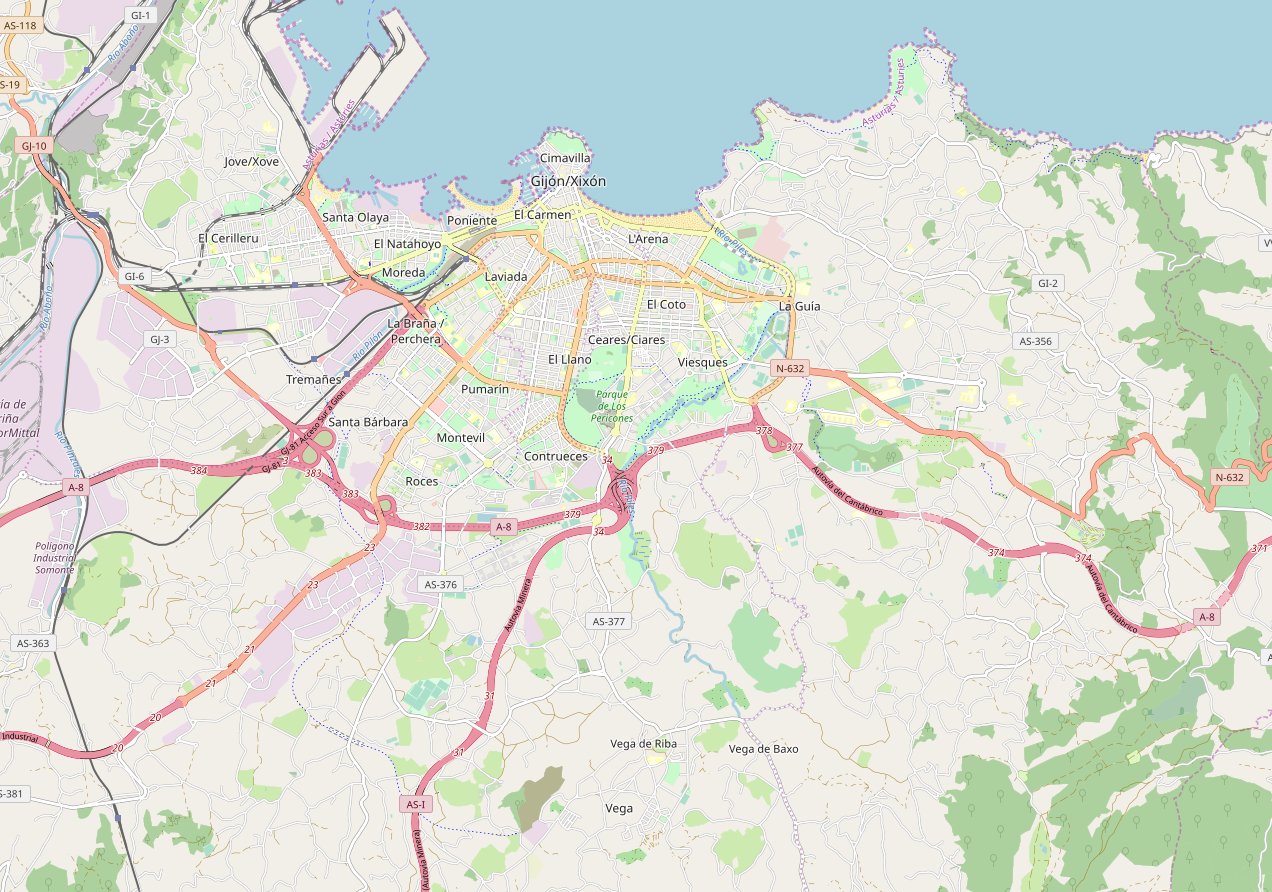 GI-1
AS-118
Río Aboño
S-19
Asturias / Asturies
Asturias / Asturies
GJ-10
Jove/Xove
Cimavilla
Gijón/Xixón
Santa Olaya
Poniente
El Carmen
El Cerilleru
El Natahoyo
L'Arena
Río Piles
Moreda
GI-6
Laviada
GI-2
El Coto
La Guía
Río Aboño
La Braña /
Perchera
GJ-3
Río Pilón
Ceares/Ciares
AS-356
El Llano
Viesques
N-632
Tremañes
Pumarín
Parque
de Los
Pericones
ía de
riña
orMittal
GJ-81 Acceso Sur a Gijón
Santa Bárbara
Montevil
378
377
Río Pinzales
GJ-81
379
384
383
383
Contrueces
34
Autovía del Cantábrico
N-632
A-8
Roces
383
379
382
A-8
34
374
374
371
23
Polígono
Industrial
Somonte
23
AS-376
Autovía Minera
Autovía del Cantábrico
A-8
AS-377
AS-363
21
21
31
20
Industrial
20
31
Vega de Riba
Vega de Baxo
S-381
AS-I
Vega
(Autovía Minera)